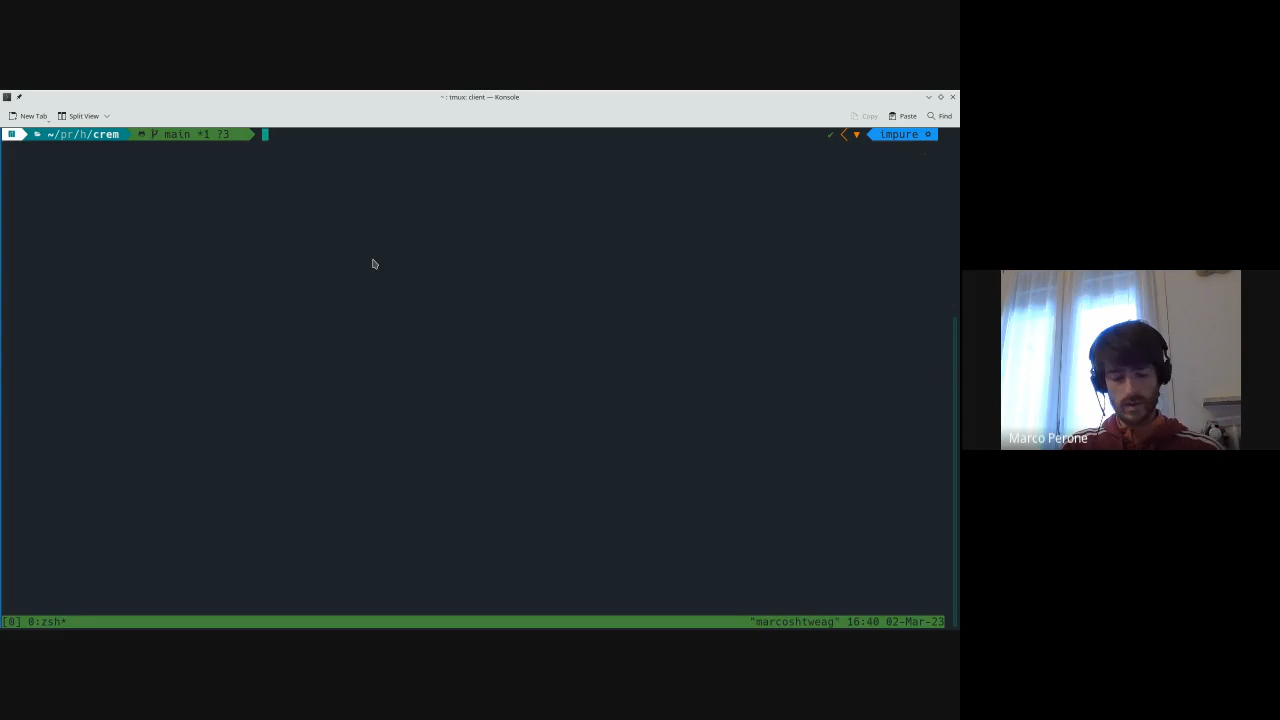 ~ : tmux: client — Konsole
New Tab Split View Copy Paste Find
~/pr/h/crem main *1 ?3 ✓ impure
Marco Perone
[0] 0:zsh* "marcoshtweag" 16:40 02-Mar-23